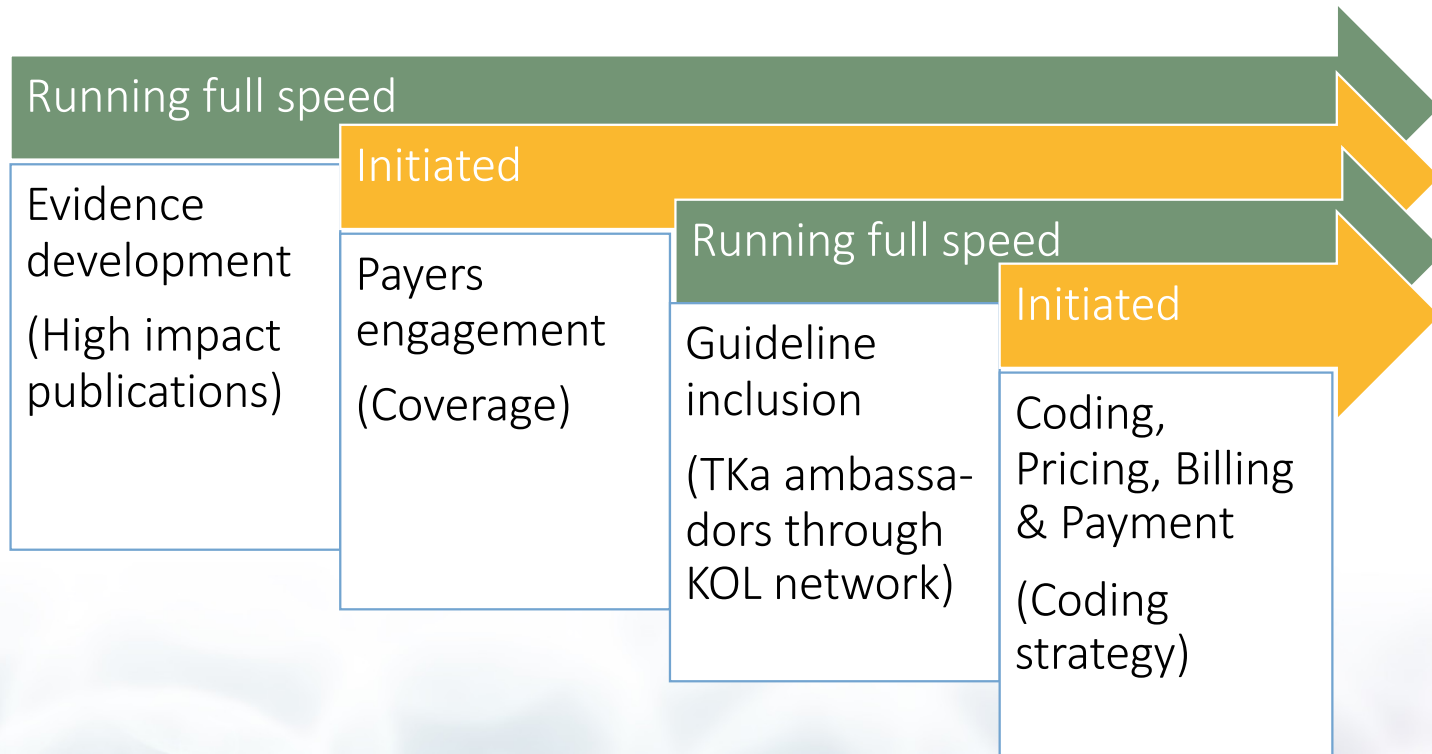 Running full speed
Evidence
development
(High impact
publications)
Initiated
Payers
engagement
(Coverage)
Running full speed
Guideline
inclusion
(TKa ambassa-
dors through
KOL network)
Initiated
Coding,
Pricing, Billing
& Payment
(Coding
strategy)